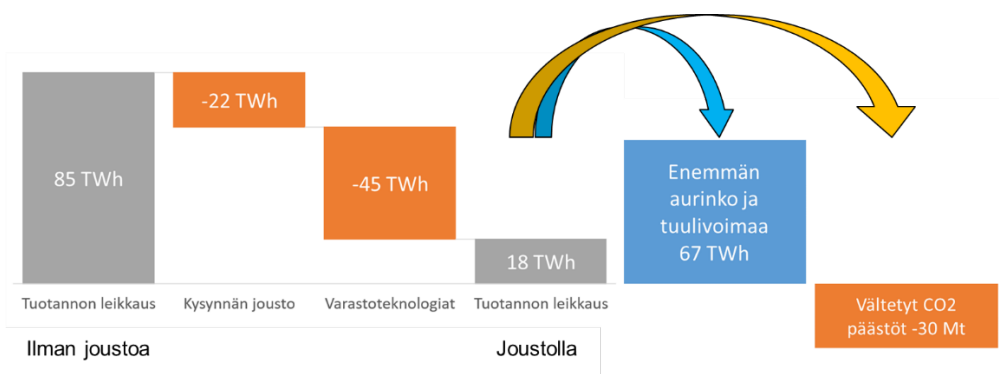 85 TWh
-22 TWh
-45 TWh
18 TWh
Enemmän
aurinko ja
tuulivoimaa
67 TWh
Vältetyt CO2
päästöt -30 Mt
Tuotannon leikkaus
Kysynnän jousto
Varastoteknologiat
Tuotannon leikkaus
Ilman joustoa
Joustolla